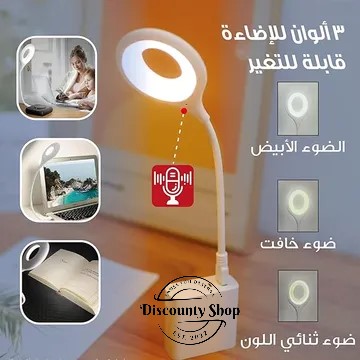 ٣ ألوان للإضاءة
قابلة للتغير
الضوء الأبيض
ضوء خافت
ضوء ثنائي اللون
Discounty Shop